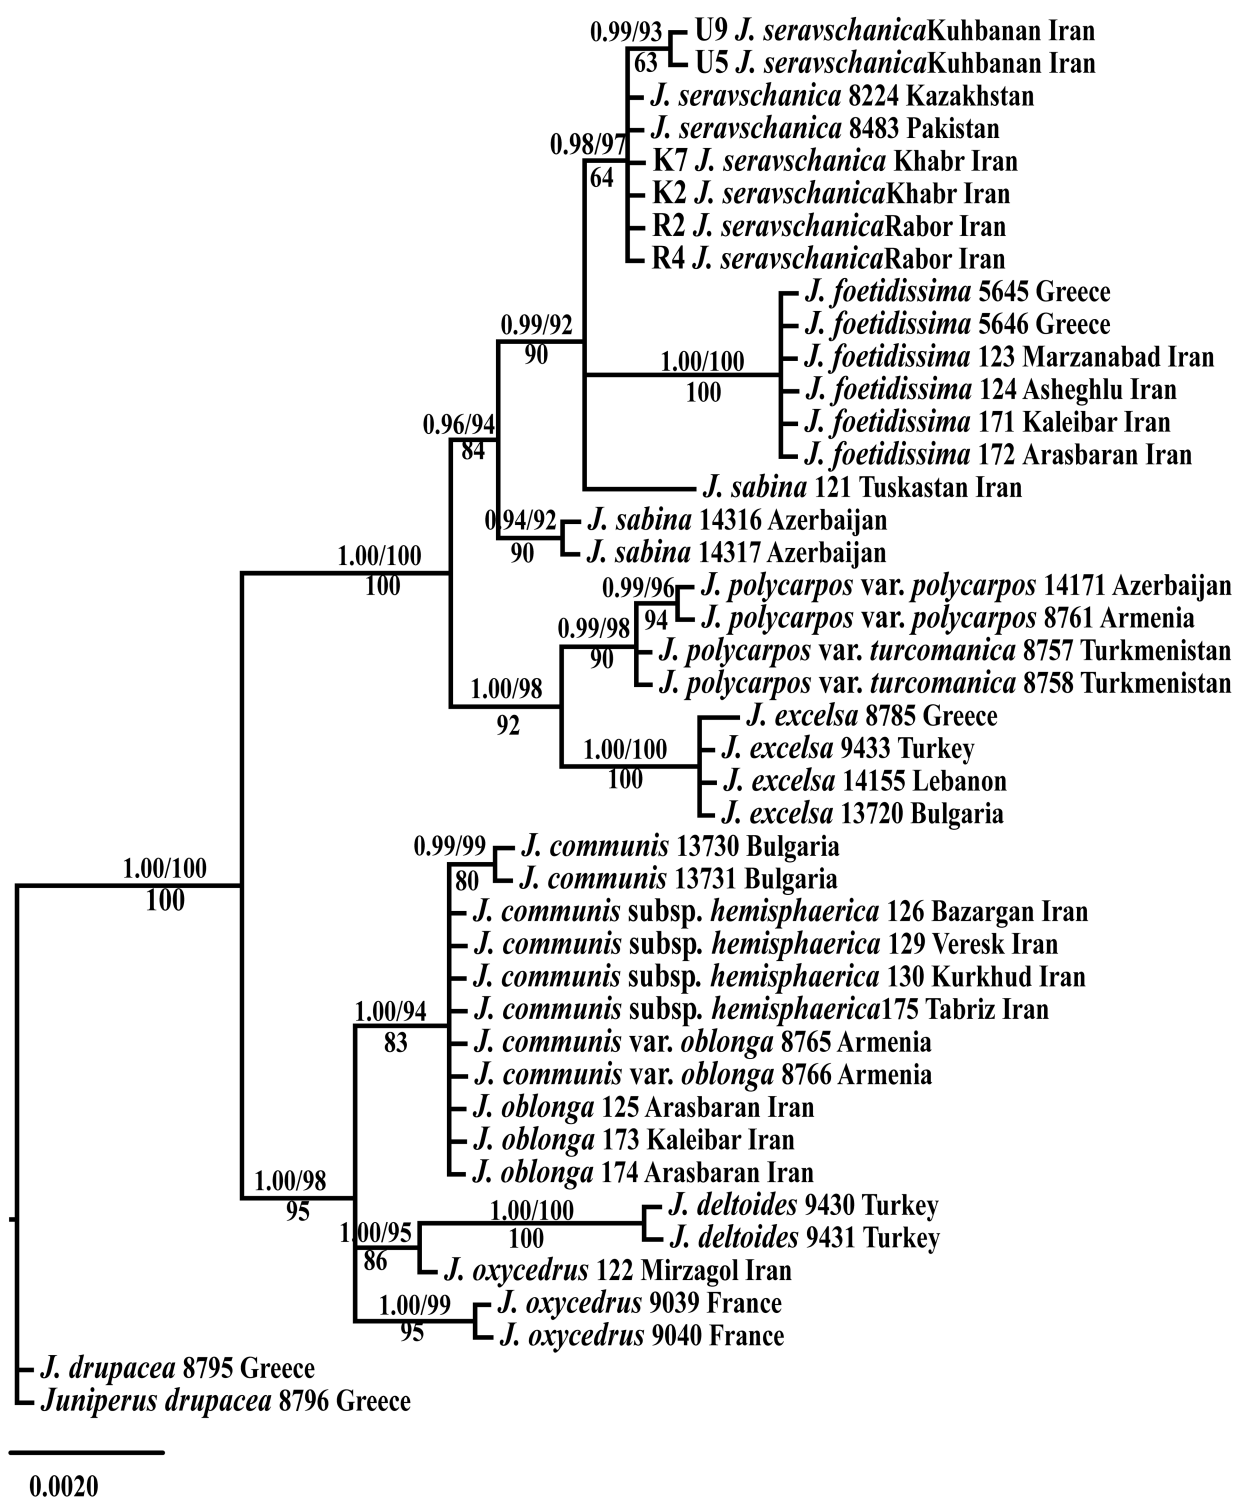 0.99/93 U9 J. seravschanicaKuhbanan Iran
63 U5 J. seravschanicaKuhbanan Iran
J. seravschanica 8224 Kazakhstan
J. seravschanica 8483 Pakistan
0.98/97
K7 J. seravschanica Khabr Iran
64
K2 J. seravschanicaKhabr Iran
R2 J. seravschanicaRabor Iran
R4 J. seravschanicaRabor Iran
J. foetidissima 5645 Greece
0.99/92 J. foetidissima 5646 Greece
90 1.00/100 J. foetidissima 123 Marzanabad Iran
100 J. foetidissima 124 Asheghlu Iran
0.96/94 J. foetidissima 171 Kaleibar Iran
84 J. foetidissima 172 Arasbaran Iran
J. sabina 121 Tuskastan Iran
0.94/92 J. sabina 14316 Azerbaijan
90 J. sabina 14317 Azerbaijan
1.00/100
100
0.99/96 J. polycarpos var. polycarpos 14171 Azerbaijan
94 J. polycarpos var. polycarpos 8761 Armenia
0.99/98
90
J. polycarpos var. turcomanica 8757 Turkmenistan
1.00/98 J. polycarpos var. turcomanica 8758 Turkmenistan
92 J. excelsa 8785 Greece
1.00/100 J. excelsa 9433 Turkey
100 J. excelsa 14155 Lebanon
J. excelsa 13720 Bulgaria
0.99/99 J. communis 13730 Bulgaria
80 J. communis 13731 Bulgaria
1.00/100
100
J. communis subsp. hemisphaerica 126 Bazargan Iran
J. communis subsp. hemisphaerica 129 Veresk Iran
J. communis subsp. hemisphaerica 130 Kurkhud Iran
1.00/94 J. communis subsp. hemisphaerica175 Tabriz Iran
83 J. communis var. oblonga 8765 Armenia
J. communis var. oblonga 8766 Armenia
J. oblonga 125 Arasbaran Iran
J. oblonga 173 Kaleibar Iran
J. oblonga 174 Arasbaran Iran
1.00/98
95
1.00/100 J. deltoides 9430 Turkey
100 J. deltoides 9431 Turkey
1.00/95
86
J. oxycedrus 122 Mirzagol Iran
1.00/99 J. oxycedrus 9039 France
95 J. oxycedrus 9040 France
J. drupacea 8795 Greece
Juniperus drupacea 8796 Greece
0.0020